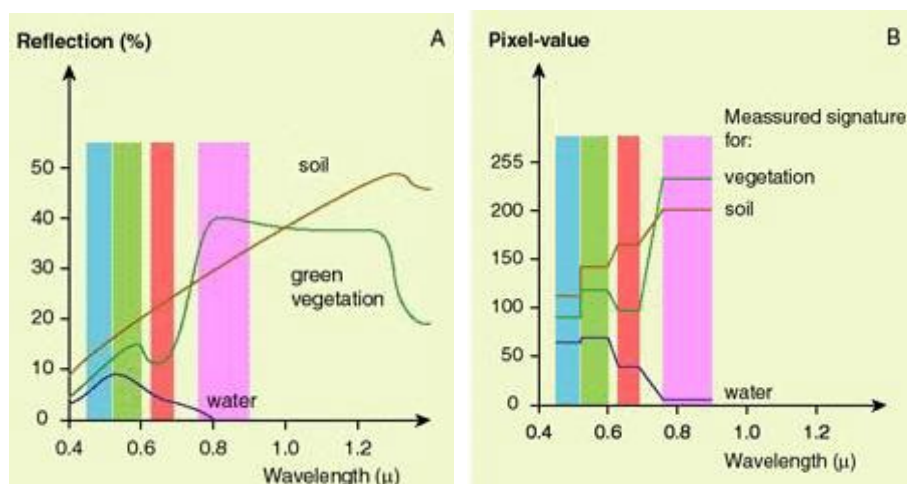 Reflection (%)
A
50
40
30
20
10
0
soil
green
vegetation
water
0.4
0.6
0.8
1.0
1.2
Wavelength (μ)
Pixel-value
B
Meassured signature
for:
255
200
150
100
50
0
vegetation
soil
water
0.4
0.6
0.8
1.0
1.2
Wavelength (μ)